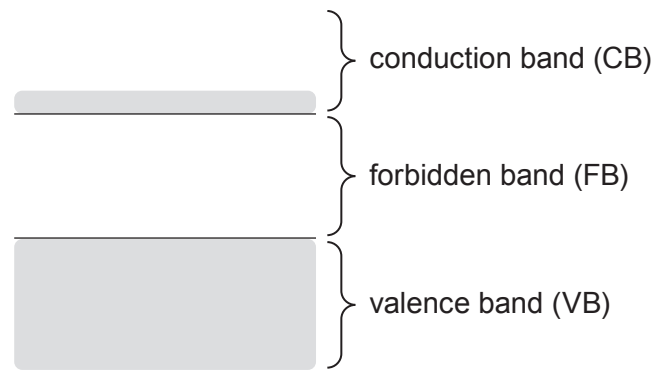 conduction band (CB)
forbidden band (FB)
valence band (VB)